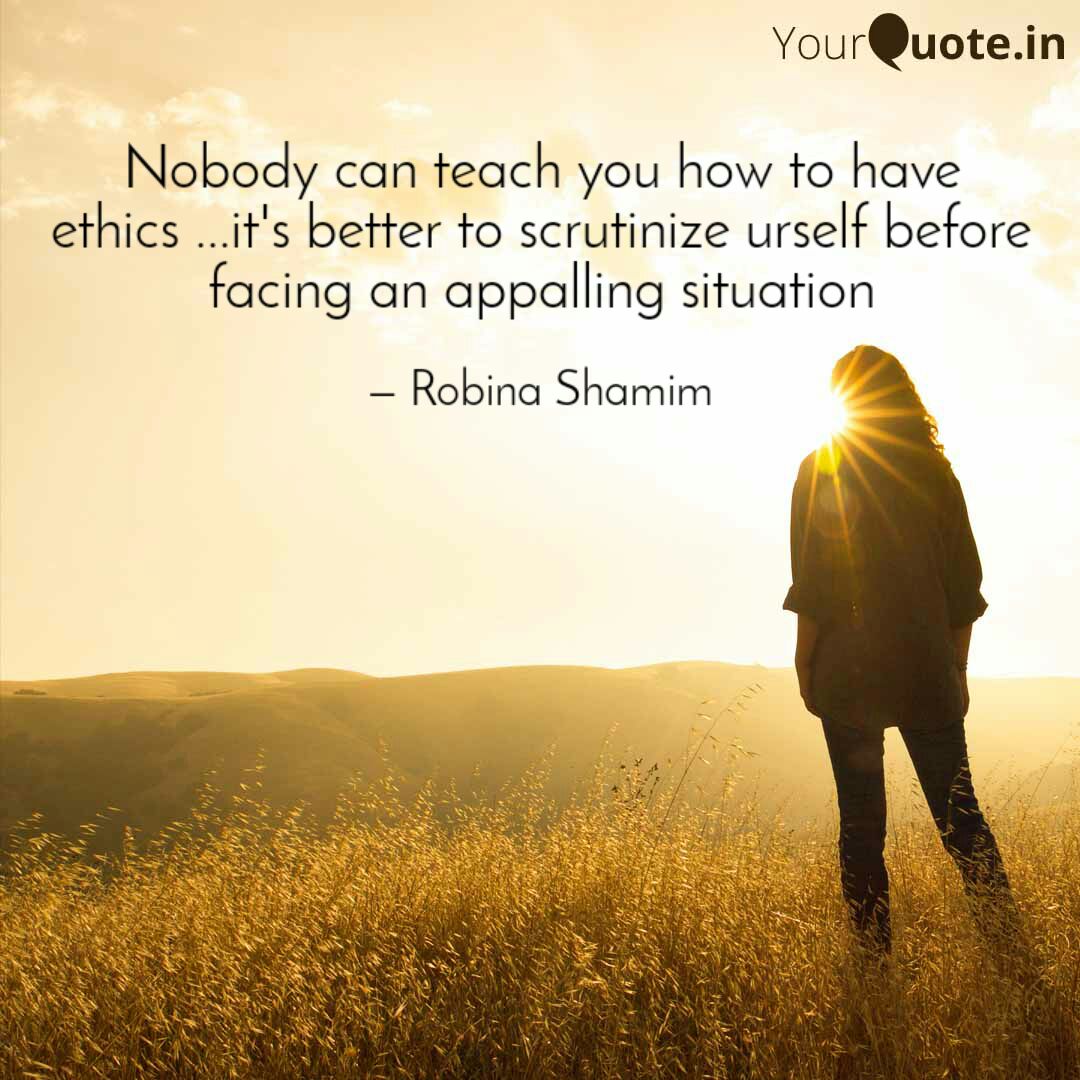 YourQuote.in
Nobody can teach you how to have
ethics ...it's better to scrutinize urself before
facing an appalling situation
– Robina Shamim